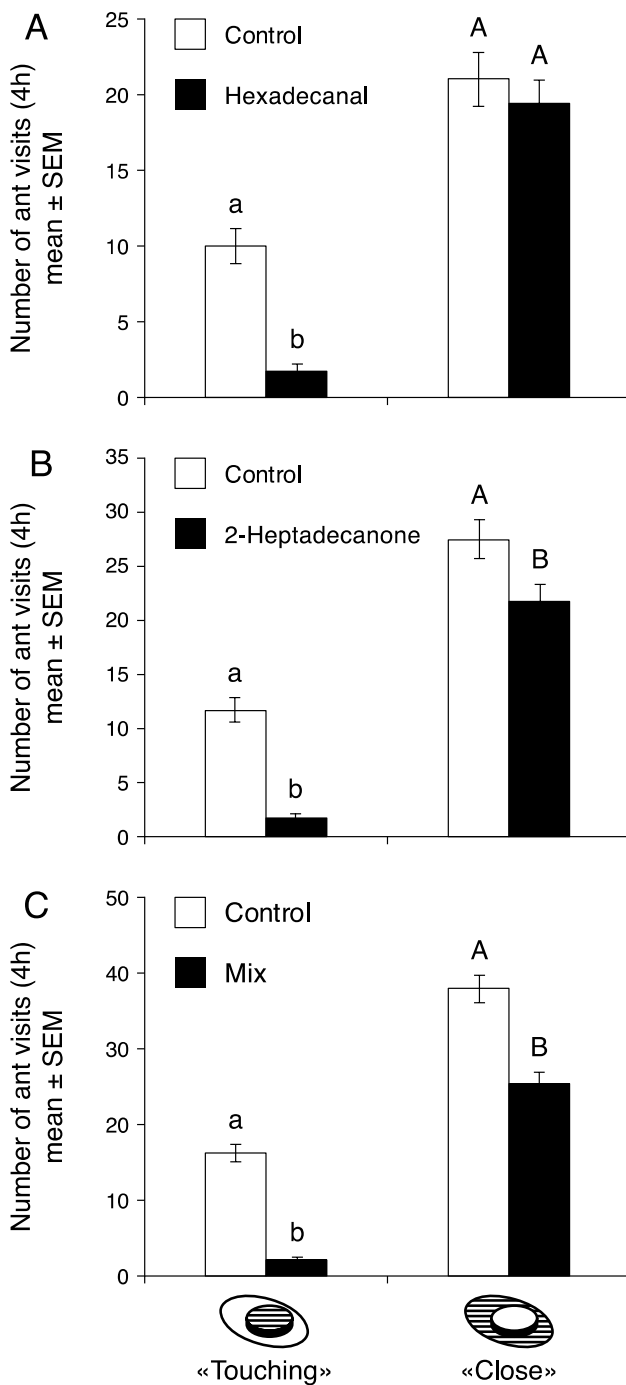 A
Number of ant visits (4h)
mean ± SEM
25
20
15
10
5
0
Control
Hexadecanal
a
b
A
A
B
Number of ant visits (4h)
mean ± SEM
35
30
25
20
15
10
5
0
Control
2-Heptadecanone
a
b
A
B
C
Number of ant visits (4h)
mean ± SEM
50
40
30
20
10
0
Control
Mix
a
b
A
B
«Touching»
«Close»